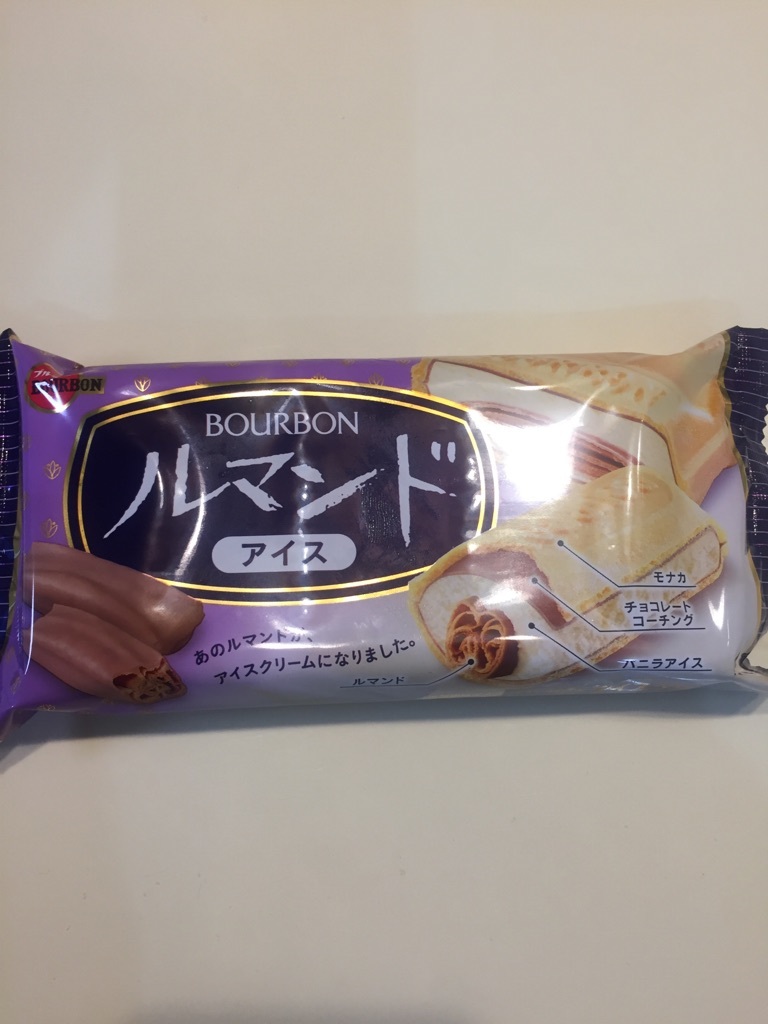 ブル
BOURBON
BOURBON
ルマンド
アイス
あのルマンドが、
アイスクリームになりました。
モナカ
チョコレート
コーチング
バニラアイス
ルマンド